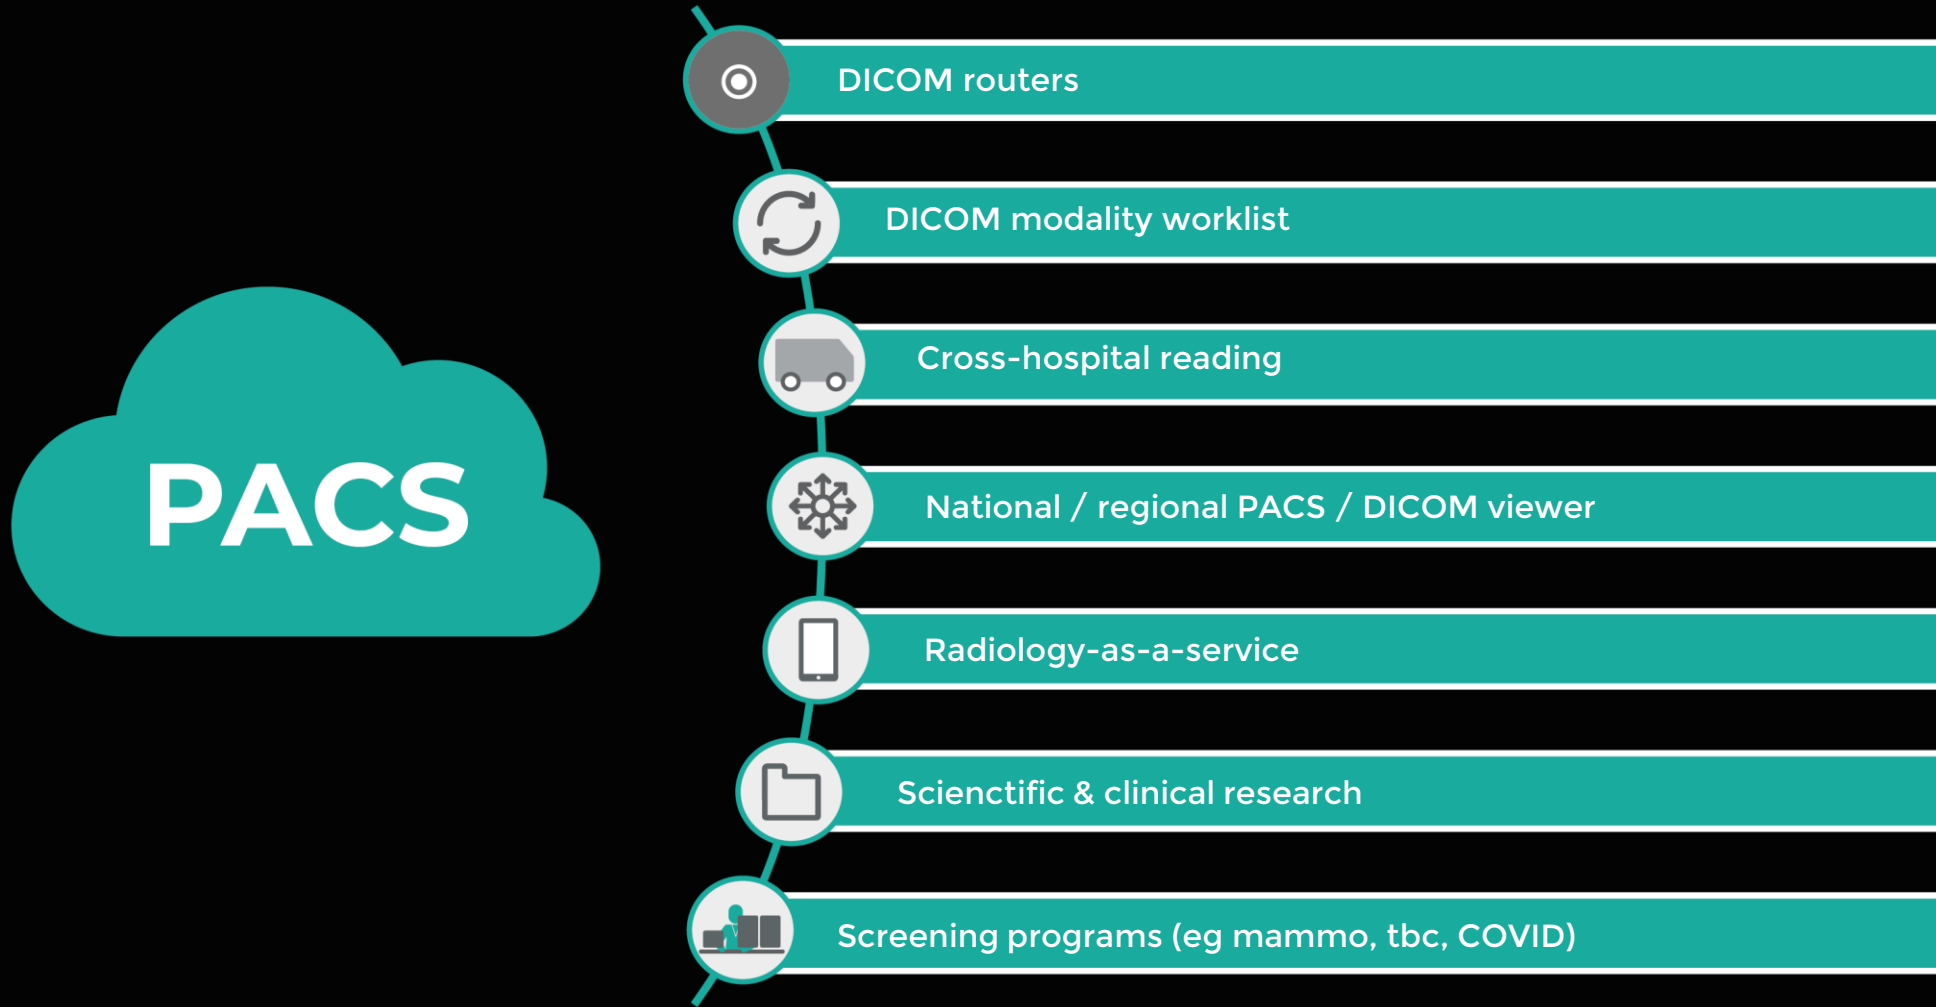 PACS
DICOM routers
DICOM modality worklist
Cross-hospital reading
National / regional PACS / DICOM viewer
Radiology-as-a-service
Scienctific & clinical research
Screening programs (eg mammo, tbc, COVID)